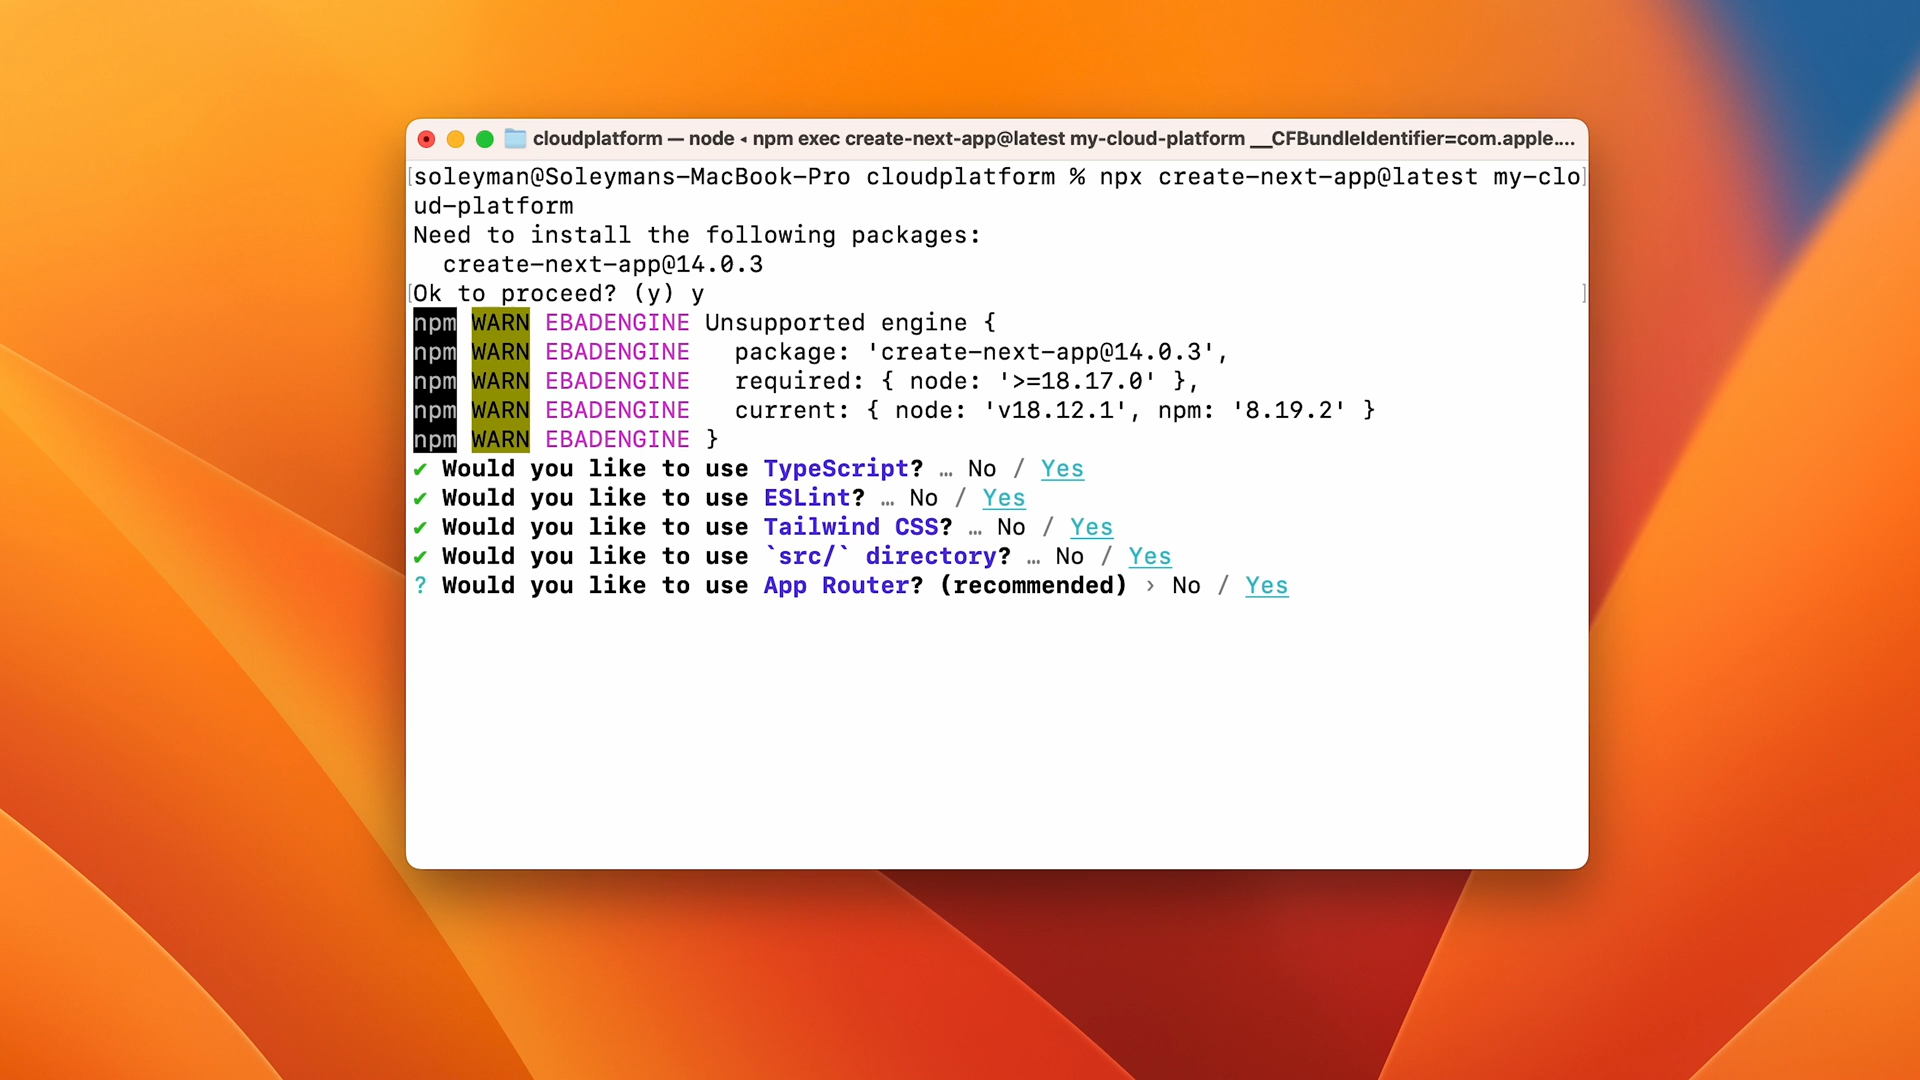 cloudplatform — node ◂ npm exec create-next-app@latest my-cloud-platform __CFBundleIdentifier=com.apple....
[soleyman@Soleymans-MacBook-Pro cloudplatform % npx create-next-app@latest my-clo]
ud-platform
Need to install the following packages:
  create-next-app@14.0.3
[Ok to proceed? (y) y ]
npm WARN EBADENGINE Unsupported engine {
npm WARN EBADENGINE   package: 'create-next-app@14.0.3',
npm WARN EBADENGINE   required: { node: '>=18.17.0' },
npm WARN EBADENGINE   current: { node: 'v18.12.1', npm: '8.19.2' }
npm WARN EBADENGINE }
✔ Would you like to use TypeScript? … No / Yes
✔ Would you like to use ESLint? … No / Yes
✔ Would you like to use Tailwind CSS? … No / Yes
✔ Would you like to use `src/` directory? … No / Yes
? Would you like to use App Router? (recommended) › No / Yes